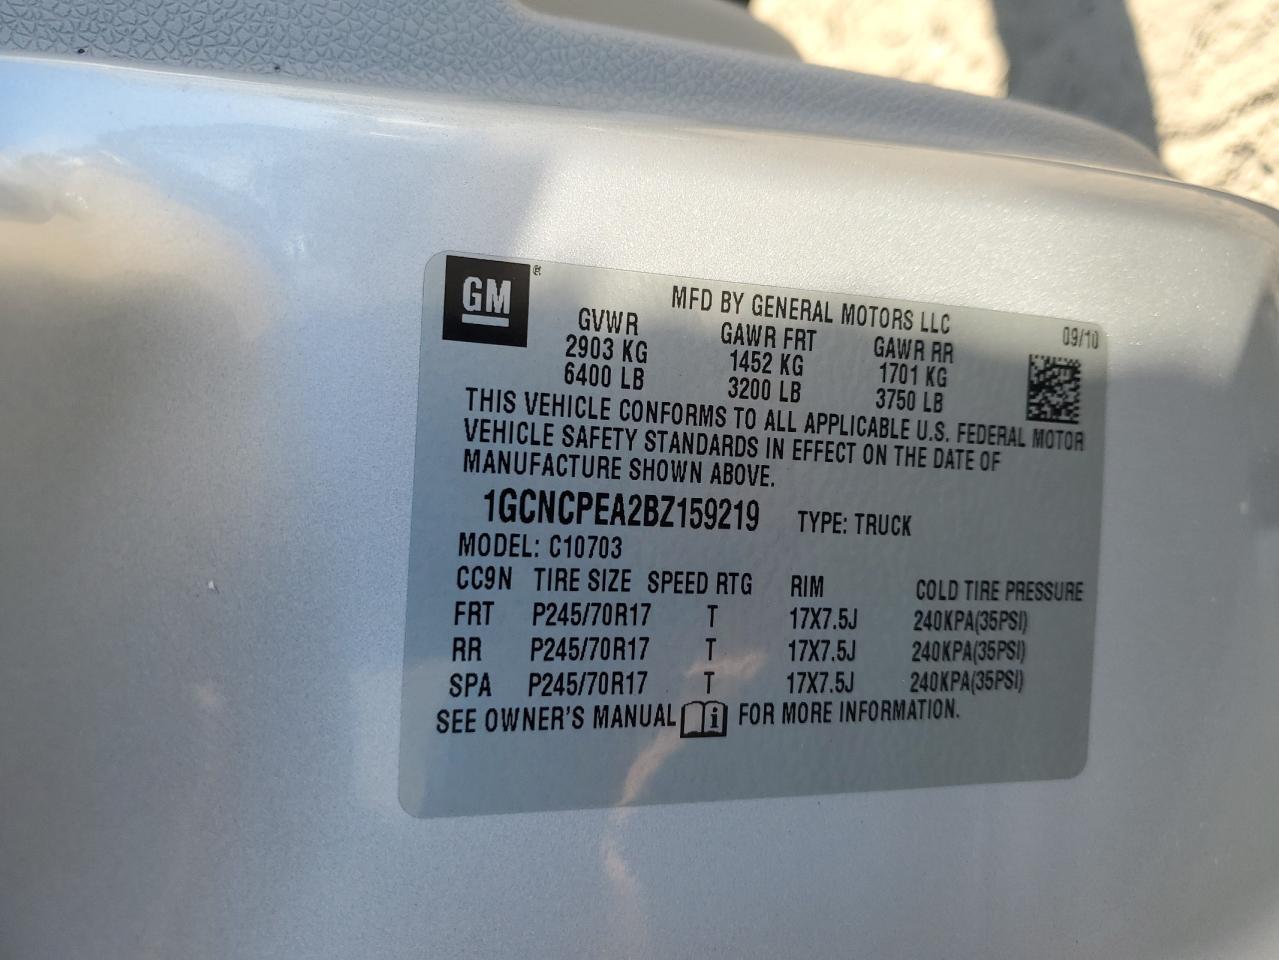 GM ®
MFD BY GENERAL MOTORS LLC
09/10
GVWR GAWR FRT GAWR RR
2903 KG 1452 KG 1701 KG
6400 LB 3200 LB 3750 LB
THIS VEHICLE CONFORMS TO ALL APPLICABLE U.S. FEDERAL MOTOR
VEHICLE SAFETY STANDARDS IN EFFECT ON THE DATE OF
MANUFACTURE SHOWN ABOVE.
1GCNCPEA2BZ159219 TYPE: TRUCK
MODEL: C10703
CC9N TIRE SIZE SPEED RTG RIM COLD TIRE PRESSURE
FRT P245/70R17 T 17X7.5J 240KPA(35PSI)
RR P245/70R17 T 17X7.5J 240KPA(35PSI)
SPA P245/70R17 T 17X7.5J 240KPA(35PSI)
SEE OWNER'S MANUAL i FOR MORE INFORMATION.